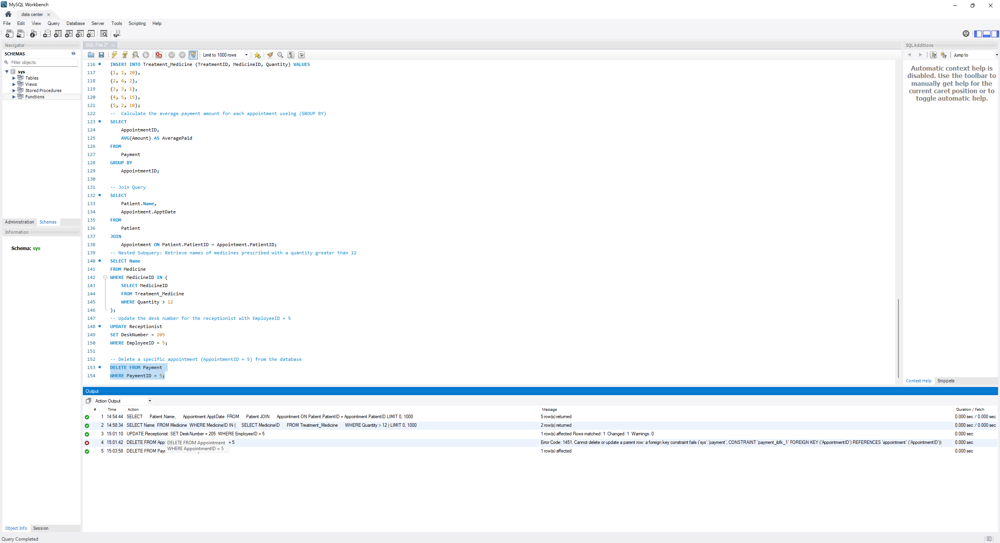 MySQL Workbench
data center
File Edit View Query Database Server Tools Scripting Help
Navigator
SCHEMAS
Filter objects
sys
Tables
Views
Stored Procedures
Functions
Administration Schemas
Information
Schema: sys
Object Info Session
Query Completed
SQL File 2*
Limit to 1000 rows
116 INSERT INTO Treatment_Medicine (TreatmentID, MedicineID, Quantity) VALUES
117 (1, 1, 20),
118 (2, 4, 2),
119 (3, 3, 1),
120 (4, 5, 15),
121 (5, 2, 10);
122 -- Calculate the average payment amount for each appointment useing (GROUP BY)
123 SELECT
124 AppointmentID,
125 AVG(Amount) AS AveragePaid
126 FROM
127 Payment
128 GROUP BY
129 AppointmentID;
130
131 -- Join Query
132 SELECT
133 Patient.Name,
134 Appointment.ApptDate
135 FROM
136 Patient
137 JOIN
138 Appointment ON Patient.PatientID = Appointment.PatientID;
139 -- Nested Subquery: Retrieve names of medicines prescribed with a quantity greater than 12
140 SELECT Name
141 FROM Medicine
142 WHERE MedicineID IN (
143 SELECT MedicineID
144 FROM Treatment_Medicine
145 WHERE Quantity > 12
146 );
147 -- Update the desk number for the receptionist with EmployeeID = 5
148 UPDATE Receptionist
149 SET DeskNumber = 205
150 WHERE EmployeeID = 5;
151
152 -- Delete a specific appointment (AppointmentID = 5) from the database
153 DELETE FROM Payment
154 WHERE PaymentID = 5;
SQLAdditions
Jump to
Automatic context help is
disabled. Use the toolbar to
manually get help for the
current caret position or to
toggle automatic help.
Context Help Snippets
Output
Action Output
# Time Action Message Duration / Fetch
1 14:54:44 SELECT Patient.Name, Appointment.ApptDate FROM Patient JOIN Appointment ON Patient.PatientID = Appointment.PatientID LIMIT 0, 1000 5 row(s) returned 0.000 sec / 0.000 sec
2 14:58:34 SELECT Name FROM Medicine WHERE MedicineID IN ( SELECT MedicineID FROM Treatment_Medicine WHERE Quantity > 12 ) LIMIT 0, 1000 2 row(s) returned 0.000 sec / 0.000 sec
3 15:01:10 UPDATE Receptionist SET DeskNumber = 205 WHERE EmployeeID = 5 1 row(s) affected Rows matched: 1 Changed: 1 Warnings: 0 0.000 sec
4 15:01:42 DELETE FROM App = 5 Error Code: 1451. Cannot delete or update a parent row: a foreign key constraint fails (`sys`.`payment`, CONSTRAINT `payment_ibfk_1` FOREIGN KEY (`AppointmentID`) REFERENCES `appointment` (`AppointmentID`)) 0.000 sec
DELETE FROM Appointment
WHERE AppointmentID = 5
5 15:03:58 DELETE FROM Pay 1 row(s) affected 0.000 sec